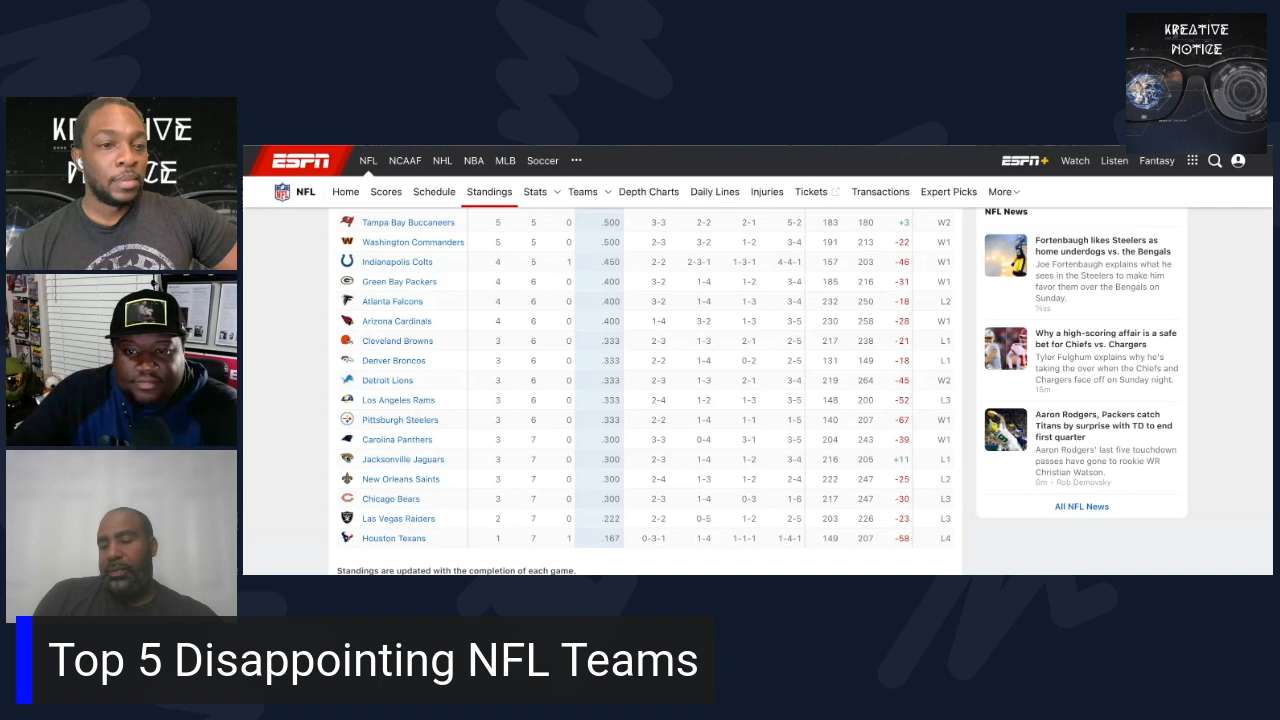 KREATIVE
NOTICE
KREATIVE
NOTICE
ESPN NFL NCAAF NHL NBA MLB Soccer ••• ESPN+ Watch Listen Fantasy
NFL Home Scores Schedule Standings Stats Teams Depth Charts Daily Lines Injuries Tickets Transactions Expert Picks More
Tampa Bay Buccaneers 5 5 0 .500 3-3 2-2 2-1 5-2 183 180 +3 W2
Washington Commanders 5 5 0 .500 3-2 3-2 1-2 3-4 191 213 -22 W1
Indianapolis Colts 4 5 1 .450 2-2 2-3-1 1-3-1 4-4-1 157 203 -46 W1
Green Bay Packers 4 6 0 .400 3-2 1-4 1-2 3-4 185 216 -31 W1
Atlanta Falcons 4 6 0 .400 3-2 1-4 1-3 3-4 232 250 -18 L2
Arizona Cardinals 4 6 0 .400 1-4 3-2 1-3 3-5 230 258 -28 W1
Cleveland Browns 3 6 0 .333 2-3 1-3 2-1 2-5 217 238 -21 L1
Denver Broncos 3 6 0 .333 2-2 1-4 0-2 2-5 131 149 -18 L1
Detroit Lions 3 6 0 .333 2-3 1-3 2-1 3-4 219 264 -45 W2
Los Angeles Rams 3 6 0 .333 2-4 1-2 1-3 3-5 148 200 -52 L3
Pittsburgh Steelers 3 6 0 .333 2-2 1-4 1-1 1-5 140 207 -67 W1
Carolina Panthers 3 7 0 .300 3-3 0-4 3-1 3-5 204 243 -39 W1
Jacksonville Jaguars 3 7 0 .300 2-3 1-4 1-2 3-4 216 205 +11 L1
New Orleans Saints 3 7 0 .300 2-4 1-3 1-2 2-4 222 247 -25 L2
Chicago Bears 3 7 0 .300 2-3 1-4 0-3 1-6 217 247 -30 L3
Las Vegas Raiders 2 7 0 .222 2-2 0-5 1-2 2-5 203 226 -23 L3
Houston Texans 1 7 1 .167 0-3-1 1-4 1-1-1 1-4-1 149 207 -58 L4
Standings are updated with the completion of each game.
NFL News
Fortenbaugh likes Steelers as
home underdogs vs. the Bengals
Joe Fortenbaugh explains what he
sees in the Steelers to make him
favor them over the Bengals on
Sunday.
Why a high-scoring affair is a safe
bet for Chiefs vs. Chargers
Tyler Fulghum explains why he's
taking the over when the Chiefs and
Chargers face off on Sunday night.
15m
Aaron Rodgers, Packers catch
Titans by surprise with TD to end
first quarter
Aaron Rodgers' last five touchdown
passes have gone to rookie WR
Christian Watson.
6m • Rob Demovsky
All NFL News
Top 5 Disappointing NFL Teams